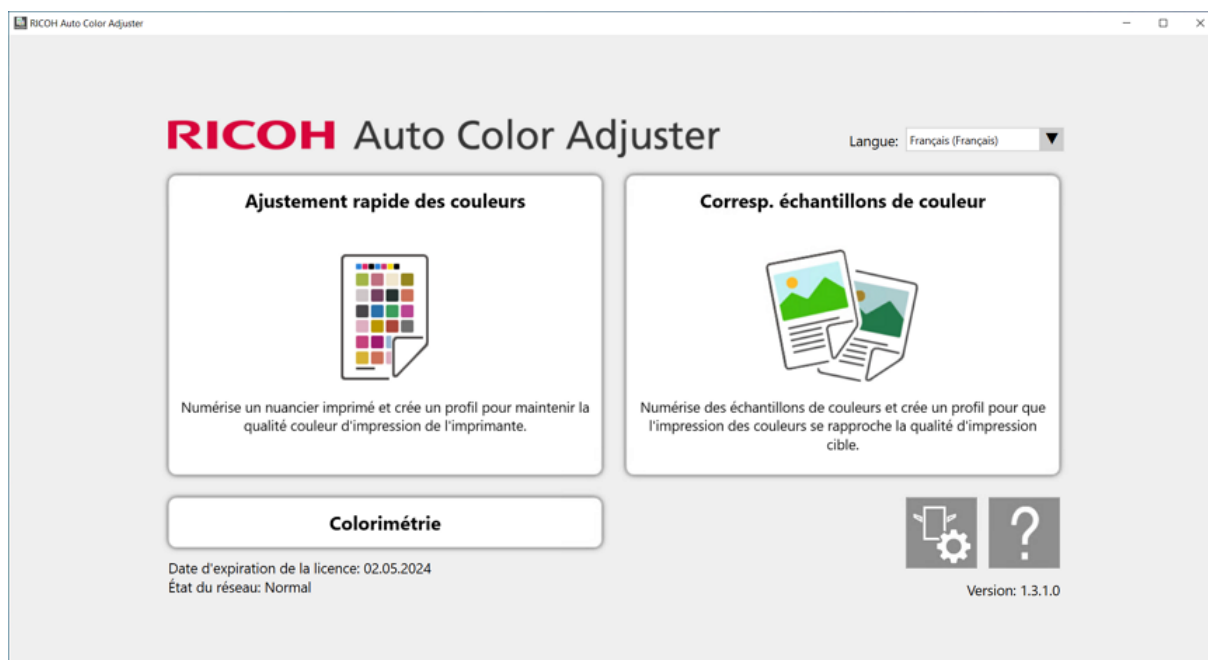 RICOH Auto Color Adjuster
RICOH Auto Color Adjuster
Langue: Français (Français)
Ajustement rapide des couleurs
Numérise un nuancier imprimé et crée un profil pour maintenir la
qualité couleur d'impression de l'imprimante.
Corresp. échantillons de couleur
Numérise des échantillons de couleurs et crée un profil pour que
l'impression des couleurs se rapproche la qualité d'impression
cible.
Colorimétrie
?
Date d'expiration de la licence: 02.05.2024
État du réseau: Normal
Version: 1.3.1.0